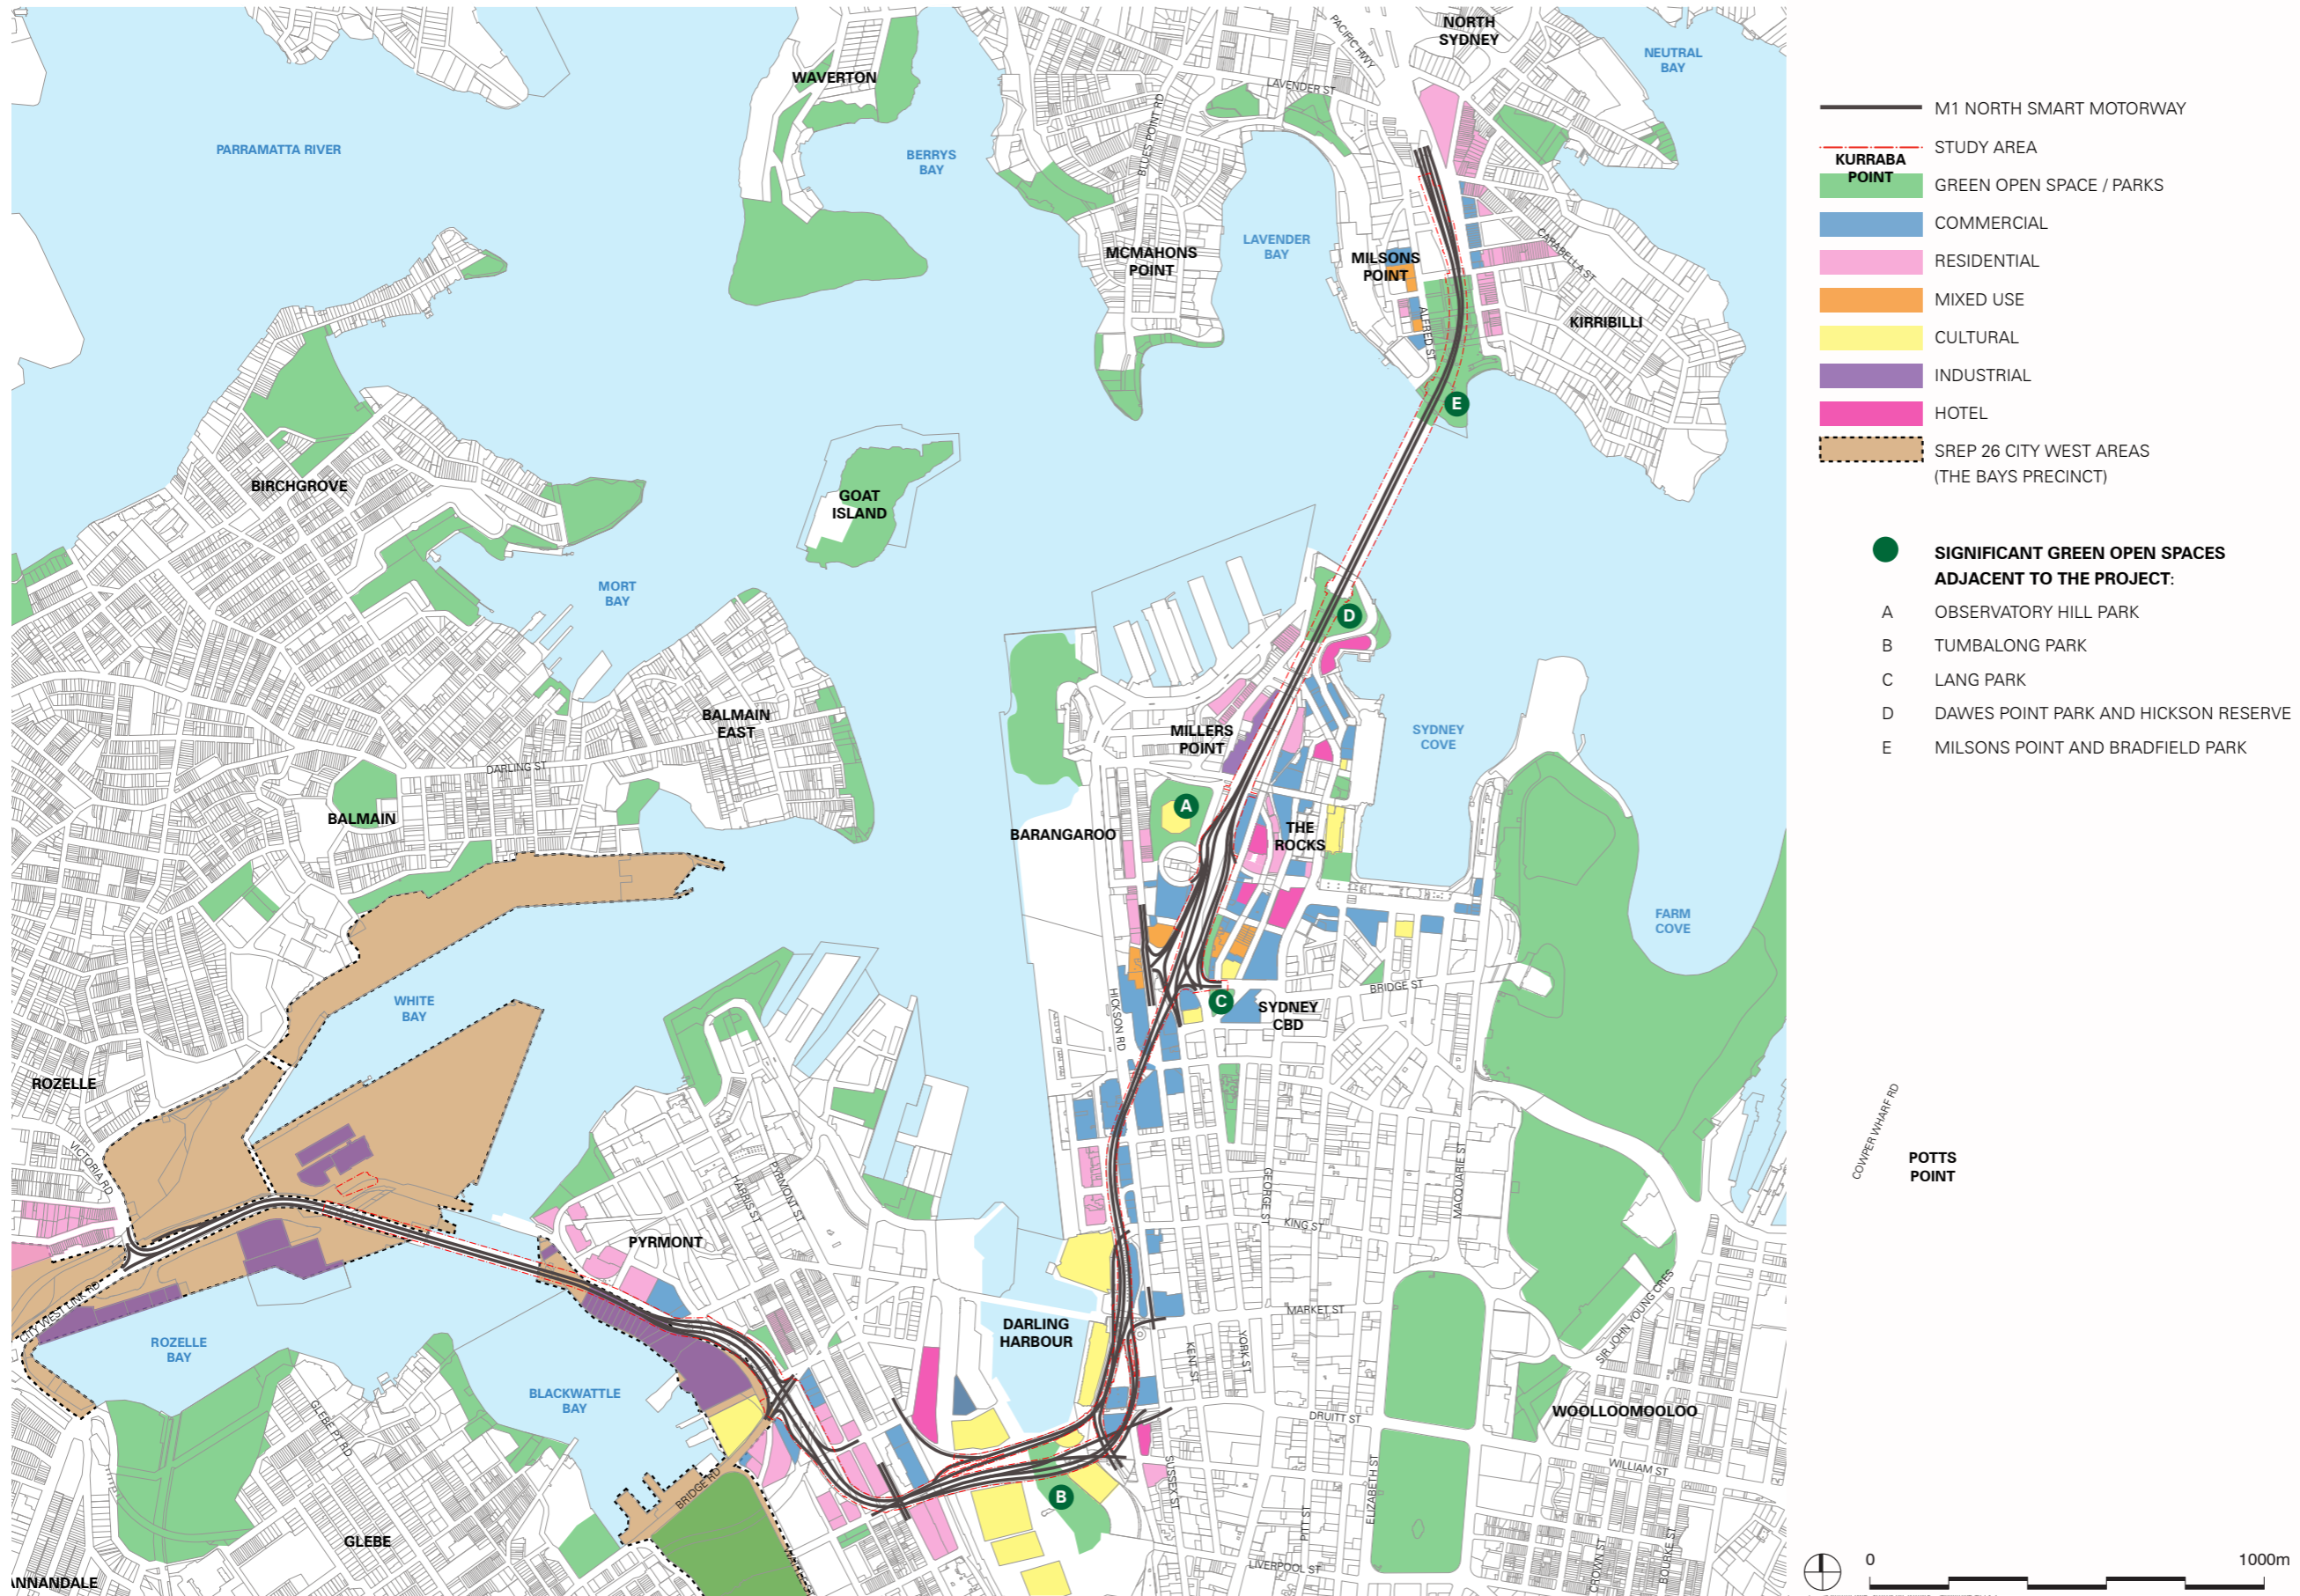 NORTH
SYDNEY
PACIFIC HWY
NEUTRAL
BAY
WAVERTON
LAVENDER ST
BLUES POINT RD
PARRAMATTA RIVER
BERRYS
BAY
LAVENDER
BAY
MCMAHONS
POINT
MILSONS
POINT
CARABELLA ST
ALFRED ST
KIRRIBILLI
E
BIRCHGROVE
GOAT
ISLAND
MORT
BAY
D
BALMAIN
EAST
MILLERS
POINT
SYDNEY
COVE
DARLING ST
A
BALMAIN
BARANGAROO
THE
ROCKS
FARM
COVE
WHITE
BAY
BRIDGE ST
C
SYDNEY
CBD
HICKSON RD
ROZELLE
COWPER WHARF RD
POTTS
POINT
VICTORIA RD
HARRIS ST
PYRMONT ST
GEORGE ST
MACQUARIE ST
KING ST
PYRMONT
CITY WEST LINK RD
MARKET ST
SIR JOHN YOUNG CRES
DARLING
HARBOUR
ROZELLE
BAY
KENT ST
YORK ST
BLACKWATTLE
BAY
GLEBE PT RD
DRUITT ST
WOOLLOOMOOLOO
WILLIAM ST
BRIDGE RD
SUSSEX ST
ELIZABETH ST
B
PITT ST
GLEBE
LIVERPOOL ST
CROWN ST
BOURKE ST
ANNANDALE
M1 NORTH SMART MOTORWAY
STUDY AREA
KURRABA
POINT
GREEN OPEN SPACE / PARKS
COMMERCIAL
RESIDENTIAL
MIXED USE
CULTURAL
INDUSTRIAL
HOTEL
SREP 26 CITY WEST AREAS
(THE BAYS PRECINCT)
SIGNIFICANT GREEN OPEN SPACES
ADJACENT TO THE PROJECT:
A OBSERVATORY HILL PARK
B TUMBALONG PARK
C LANG PARK
D DAWES POINT PARK AND HICKSON RESERVE
E MILSONS POINT AND BRADFIELD PARK
0 1000m